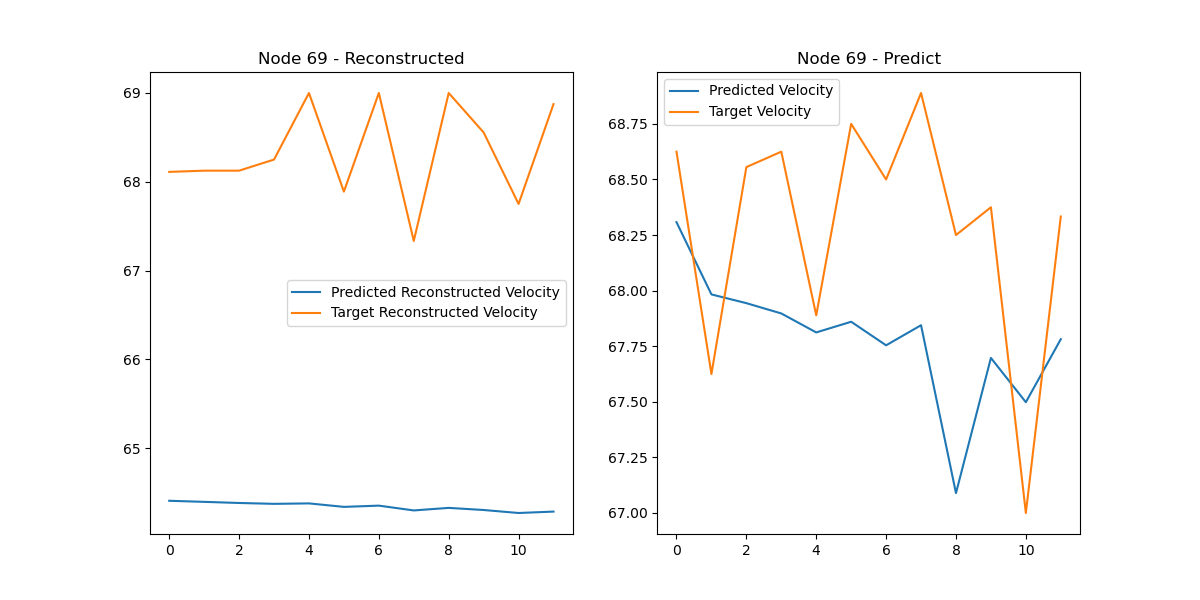 Node 69 - Reconstructed
69
68
67
66
65
Predicted Reconstructed Velocity
Target Reconstructed Velocity
0 2 4 6 8 10
Node 69 - Predict
Predicted Velocity
Target Velocity
68.75
68.50
68.25
68.00
67.75
67.50
67.25
67.00
0 2 4 6 8 10